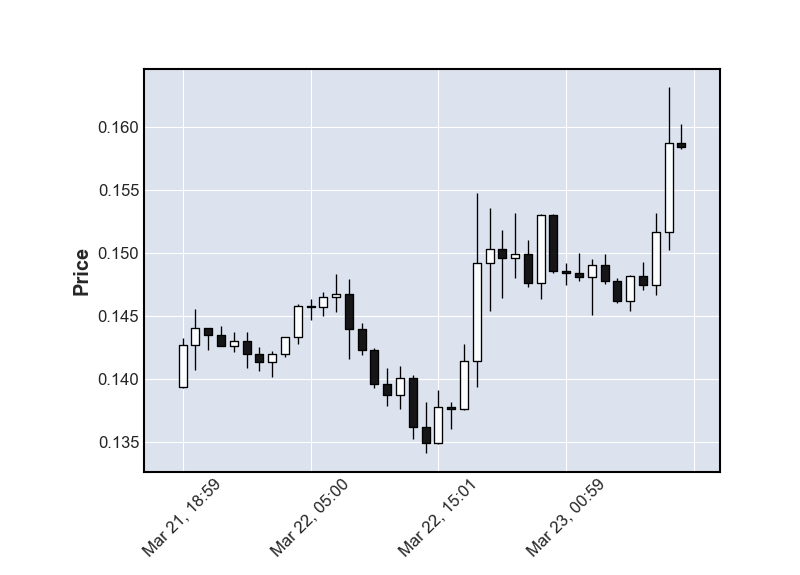 0.160
0.155
0.150
0.145
0.140
0.135
Price
Mar 21, 18:59
Mar 22, 05:00
Mar 22, 15:01
Mar 23, 00:59